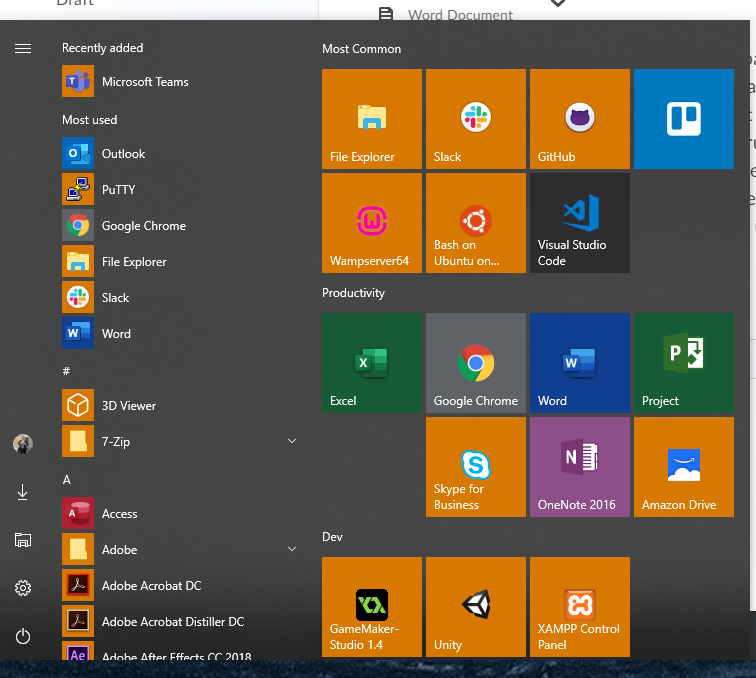 Draft
Word Document
Recently added
Microsoft Teams
Most used
Outlook
PuTTY
Google Chrome
File Explorer
Slack
Word
#
3D Viewer
7-Zip
A
Access
Adobe
Adobe Acrobat DC
Adobe Acrobat Distiller DC
Adobe After Effects CC 2018
Most Common
File Explorer
Slack
GitHub
Wampserver64
Bash on
Ubuntu on...
Visual Studio
Code
Productivity
Excel
Google Chrome
Word
Project
Skype for
Business
OneNote 2016
Amazon Drive
Dev
GameMaker-
Studio 1.4
Unity
XAMPP Control
Panel